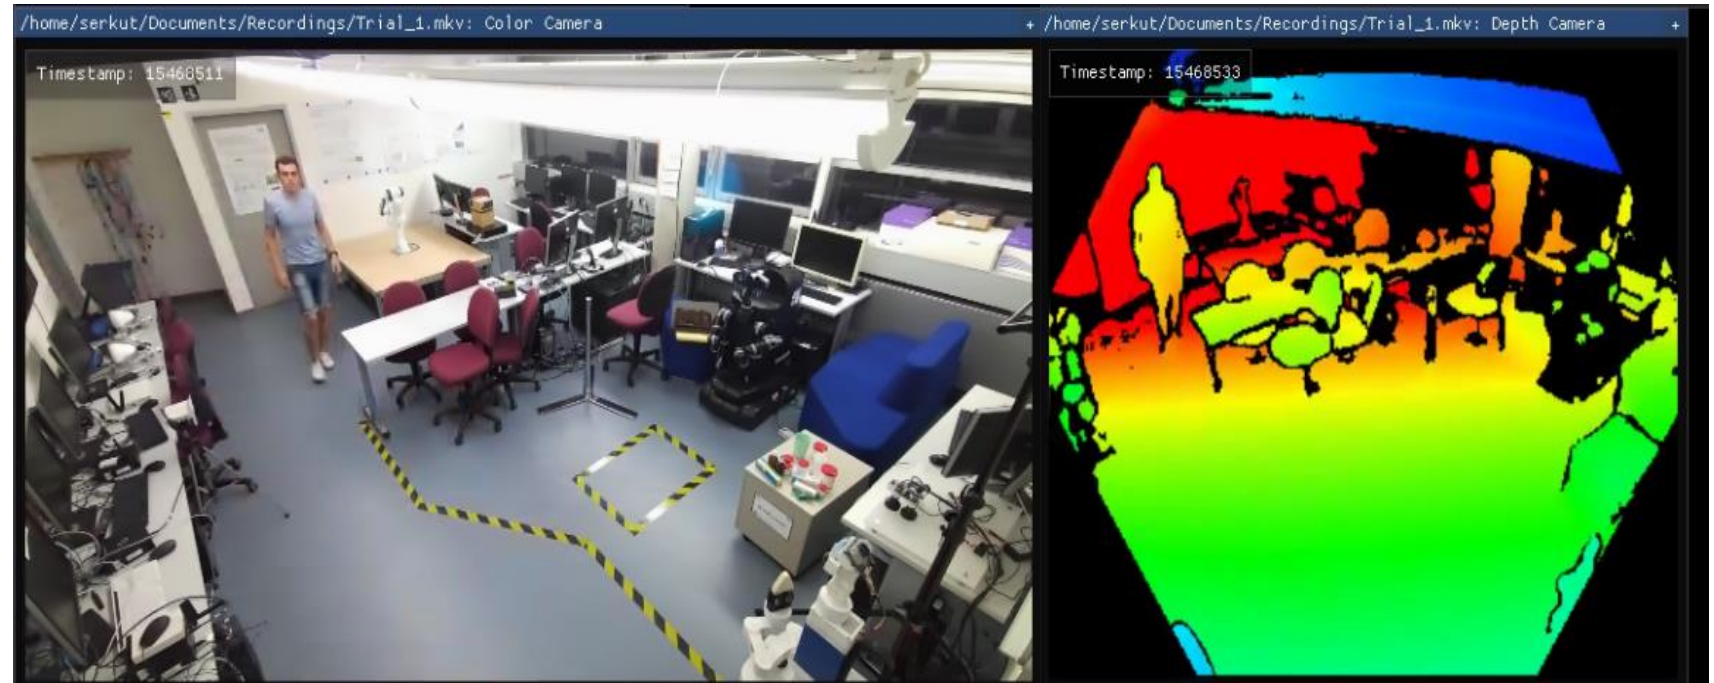 /home/serkut/Documents/Recordings/Trial_1.mkv: Color Camera
+
/home/serkut/Documents/Recordings/Trial_1.mkv: Depth Camera
+
Timestamp: 15468511
Timestamp: 15468533